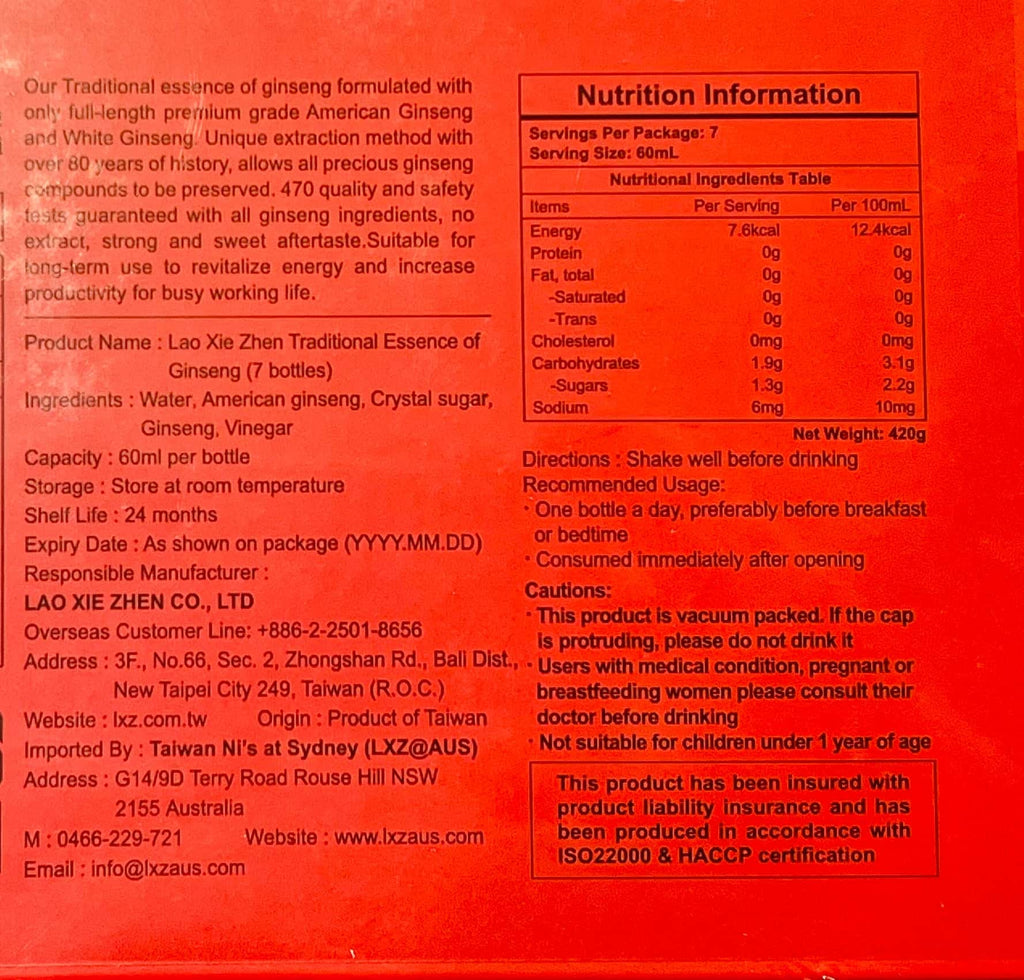 Our Traditional essence of ginseng formulated with
only full-length premium grade American Ginseng
and White Ginseng. Unique extraction method with
over 80 years of history, allows all precious ginseng
compounds to be preserved. 470 quality and safety
tests guaranteed with all ginseng ingredients, no
extract, strong and sweet aftertaste.Suitable for
long-term use to revitalize energy and increase
productivity for busy working life.
Product Name : Lao Xie Zhen Traditional Essence of
Ginseng (7 bottles)
Ingredients : Water, American ginseng, Crystal sugar,
Ginseng, Vinegar
Capacity : 60ml per bottle
Storage : Store at room temperature
Shelf Life : 24 months
Expiry Date : As shown on package (YYYY.MM.DD)
Responsible Manufacturer :
LAO XIE ZHEN CO., LTD
Overseas Customer Line: +886-2-2501-8656
Address : 3F., No.66, Sec. 2, Zhongshan Rd., Bali Dist.,
New Taipei City 249, Taiwan (R.O.C.)
Website : lxz.com.tw Origin : Product of Taiwan
Imported By : Taiwan Ni's at Sydney (LXZ@AUS)
Address : G14/9D Terry Road Rouse Hill NSW
2155 Australia
M : 0466-229-721 Website : www.lxzaus.com
Email : info@lxzaus.com
Nutrition Information
Servings Per Package: 7
Serving Size: 60mL
Nutritional Ingredients Table
Items Per Serving Per 100mL
Energy 7.6kcal 12.4kcal
Protein 0g 0g
Fat, total 0g 0g
-Saturated 0g 0g
-Trans 0g 0g
Cholesterol 0mg 0mg
Carbohydrates 1.9g 3.1g
-Sugars 1.3g 2.2g
Sodium 6mg 10mg
Net Weight: 420g
Directions : Shake well before drinking
Recommended Usage:
· One bottle a day, preferably before breakfast
or bedtime
· Consumed immediately after opening
Cautions:
· This product is vacuum packed. If the cap
is protruding, please do not drink it
· Users with medical condition, pregnant or
breastfeeding women please consult their
doctor before drinking
· Not suitable for children under 1 year of age
This product has been insured with
product liability insurance and has
been produced in accordance with
ISO22000 & HACCP certification